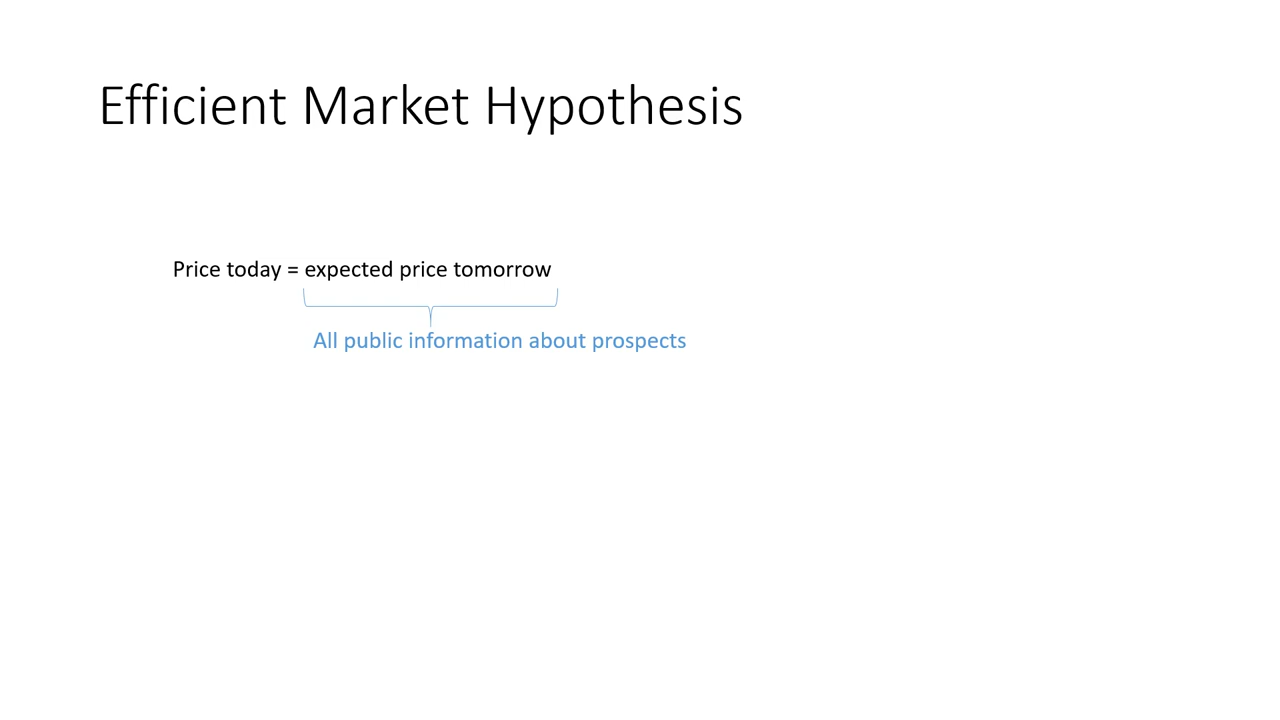 Efficient Market Hypothesis
Price today = expected price tomorrow
All public information about prospects